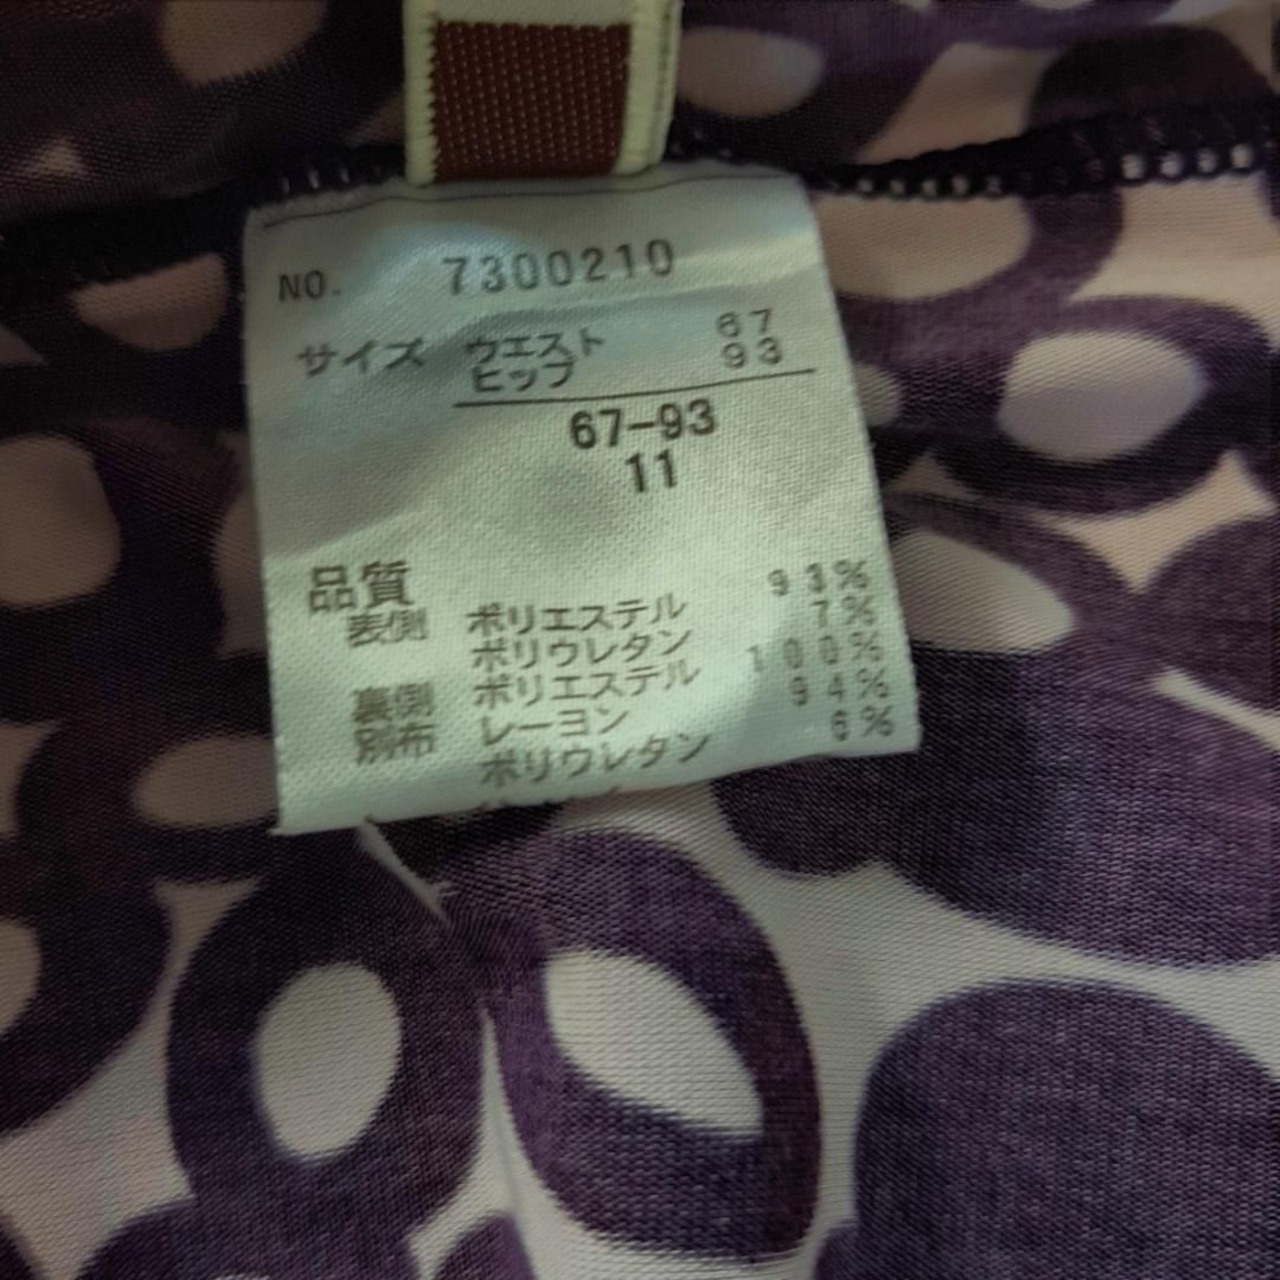 NO. 7300210
サイズ ウエスト 67
ヒップ 93
67-93
11
品質
表側 ポリエステル 93%
ポリウレタン 7%
裏側 ポリエステル 100%
別布 レーヨン 94%
ポリウレタン 6%